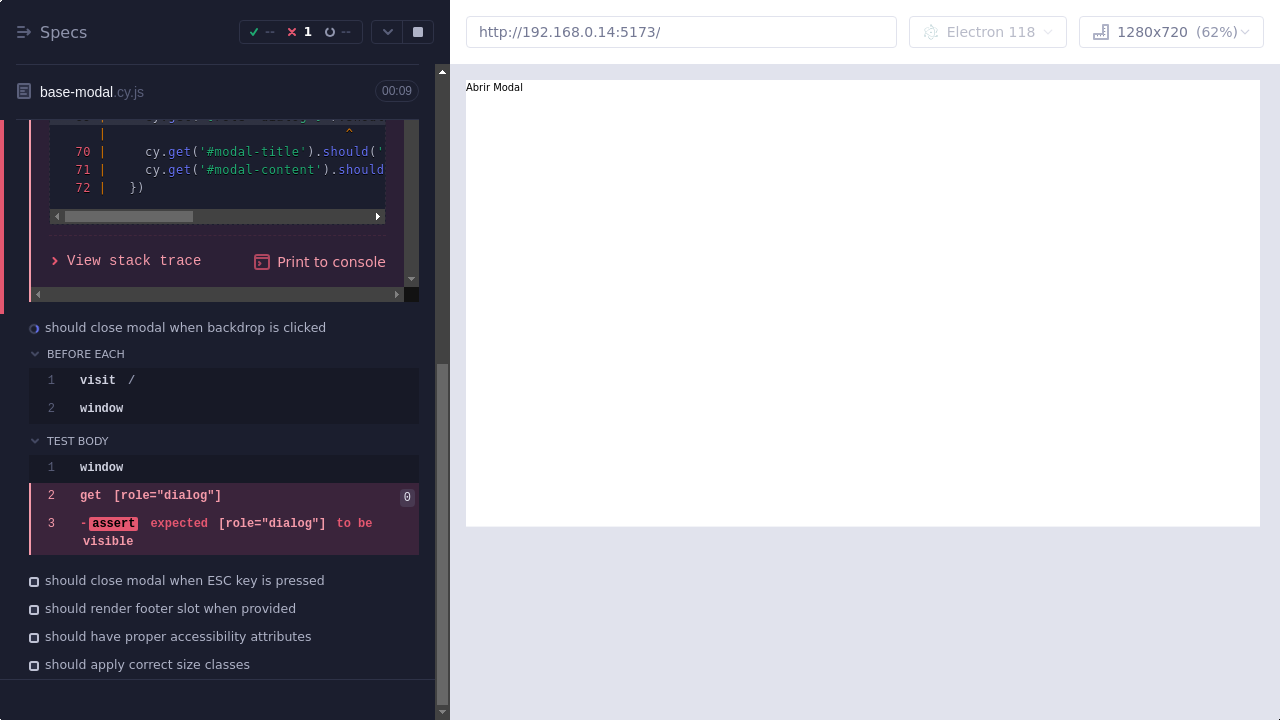 Specs
-- 1 --
base-modal.cy.js
00:09
|
^
70 | cy.get('#modal-title').should('
71 | cy.get('#modal-content').should
72 | })
View stack trace
Print to console
should close modal when backdrop is clicked
BEFORE EACH
1 visit /
2 window
TEST BODY
1 window
2 get [role="dialog"] 0
3 -assert expected [role="dialog"] to be
visible
should close modal when ESC key is pressed
should render footer slot when provided
should have proper accessibility attributes
should apply correct size classes
http://192.168.0.14:5173/
Electron 118
1280x720 (62%)
Abrir Modal